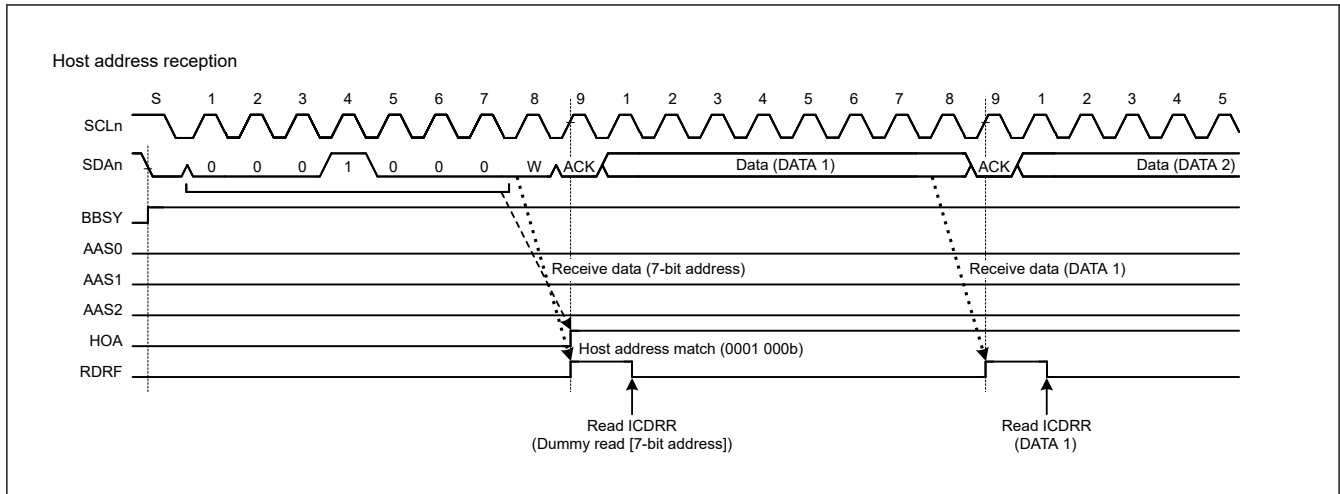 Host address reception
S 1 2 3 4 5 6 7 8 9 1 2 3 4 5 6 7 8 9 1 2 3 4 5
SCLn
SDAn 0 0 0 1 0 0 0 W ACK Data (DATA 1) ACK Data (DATA 2)
BBSY
AAS0
Receive data (7-bit address) Receive data (DATA 1)
AAS1
AAS2
HOA
Host address match (0001 000b)
RDRF
Read ICDRR Read ICDRR
(Dummy read [7-bit address]) (DATA 1)